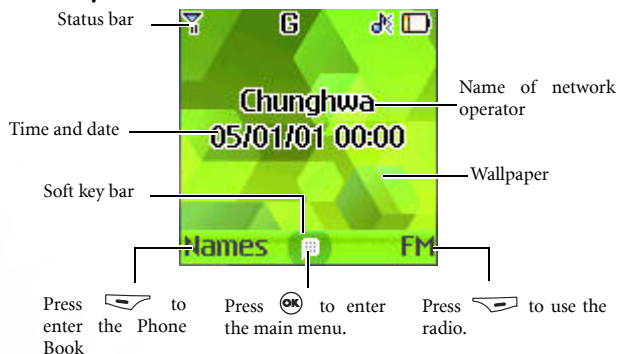 Status bar
G
Chunghwa
Name of network
operator
Time and date
05/01/01 00:00
Wallpaper
Soft key bar
Names
FM
Press to
enter the Phone
Book
Press OK to enter
the main menu.
Press to use the
radio.